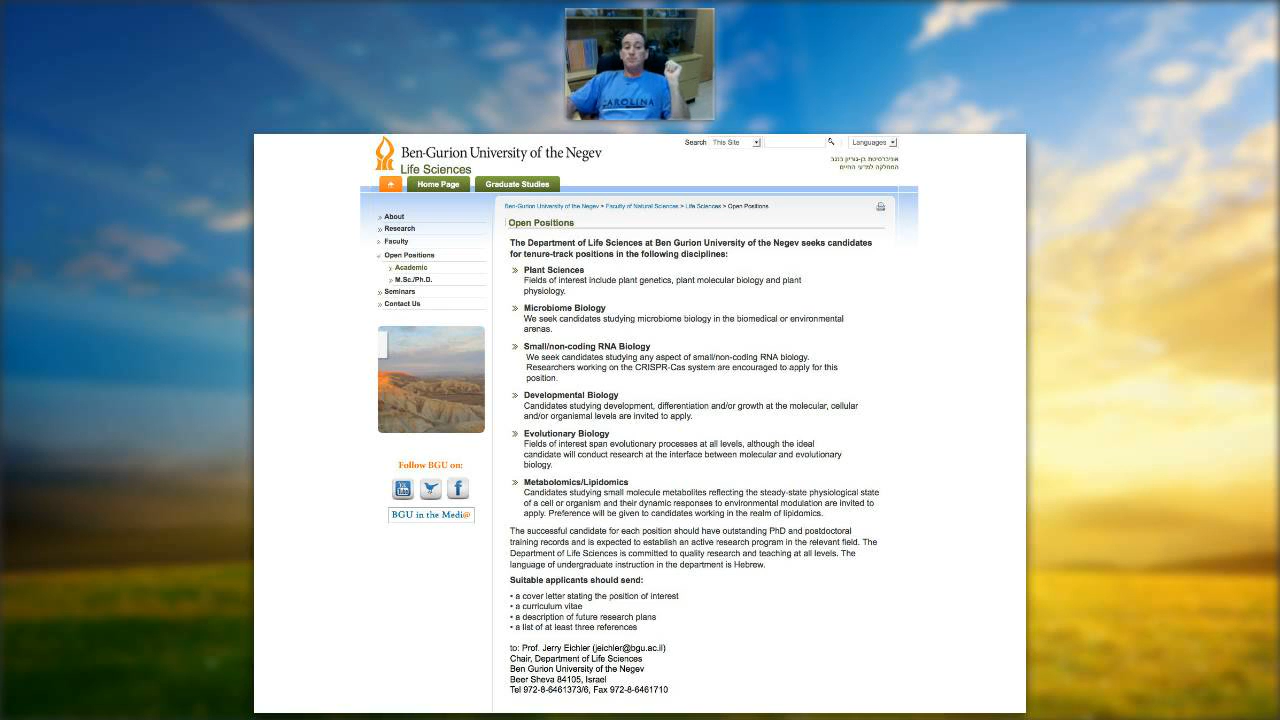 CAROLINA
Ben-Gurion University of the Negev
Life Sciences
Search This Site
Languages
אוניברסיטת בן-גוריון בנגב
המחלקה למדעי החיים
Home Page Graduate Studies
Ben-Gurion University of the Negev > Faculty of Natural Sciences > Life Sciences > Open Positions
About
Research
Faculty
Open Positions
Academic
M.Sc./Ph.D.
Seminars
Contact Us
Follow BGU on:
You Tube
f
BGU in the Medi@
Open Positions
The Department of Life Sciences at Ben Gurion University of the Negev seeks candidates
for tenure-track positions in the following disciplines:
Plant Sciences
Fields of interest include plant genetics, plant molecular biology and plant
physiology.
Microbiome Biology
We seek candidates studying microbiome biology in the biomedical or environmental
arenas.
Small/non-coding RNA Biology
We seek candidates studying any aspect of small/non-coding RNA biology.
Researchers working on the CRISPR-Cas system are encouraged to apply for this
position.
Developmental Biology
Candidates studying development, differentiation and/or growth at the molecular, cellular
and/or organismal levels are invited to apply.
Evolutionary Biology
Fields of interest span evolutionary processes at all levels, although the ideal
candidate will conduct research at the interface between molecular and evolutionary
biology.
Metabolomics/Lipidomics
Candidates studying small molecule metabolites reflecting the steady-state physiological state
of a cell or organism and their dynamic responses to environmental modulation are invited to
apply. Preference will be given to candidates working in the realm of lipidomics.
The successful candidate for each position should have outstanding PhD and postdoctoral
training records and is expected to establish an active research program in the relevant field. The
Department of Life Sciences is committed to quality research and teaching at all levels. The
language of undergraduate instruction in the department is Hebrew.
Suitable applicants should send:
• a cover letter stating the position of interest
• a curriculum vitae
• a description of future research plans
• a list of at least three references
to: Prof. Jerry Eichler (jeichler@bgu.ac.il)
Chair, Department of Life Sciences
Ben Gurion University of the Negev
Beer Sheva 84105, Israel
Tel 972-8-6461373/6, Fax 972-8-6461710